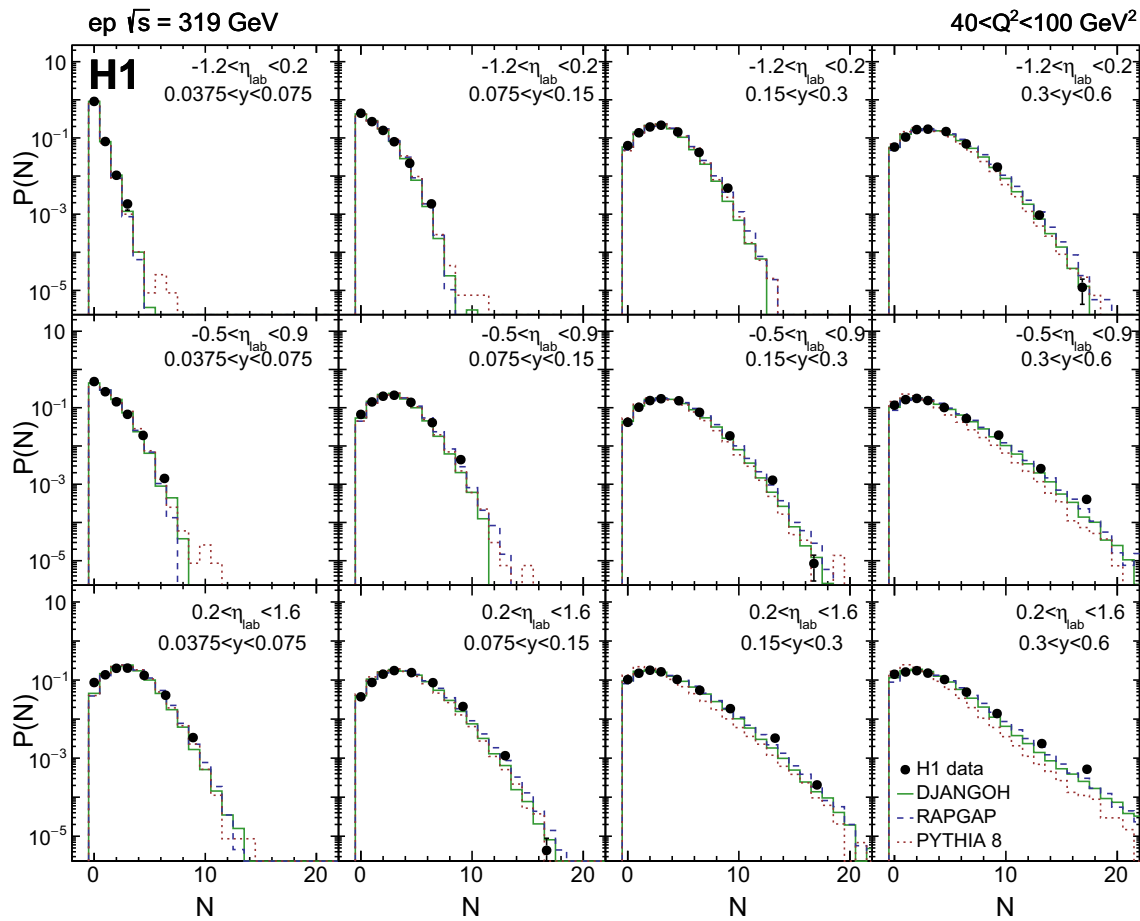 ep √s = 319 GeV
40<Q²<100 GeV²
H1
-1.2<η_lab<0.2
0.0375<y<0.075
-1.2<η_lab<0.2
0.075<y<0.15
-1.2<η_lab<0.2
0.15<y<0.3
-1.2<η_lab<0.2
0.3<y<0.6
P(N)
10
10⁻¹
10⁻³
10⁻⁵
-0.5<η_lab<0.9
0.0375<y<0.075
-0.5<η_lab<0.9
0.075<y<0.15
-0.5<η_lab<0.9
0.15<y<0.3
-0.5<η_lab<0.9
0.3<y<0.6
P(N)
10
10⁻¹
10⁻³
10⁻⁵
0.2<η_lab<1.6
0.0375<y<0.075
0.2<η_lab<1.6
0.075<y<0.15
0.2<η_lab<1.6
0.15<y<0.3
0.2<η_lab<1.6
0.3<y<0.6
P(N)
10
10⁻¹
10⁻³
10⁻⁵
H1 data
DJANGOH
RAPGAP
PYTHIA 8
0 10 20 0 10 20 0 10 20 0 10 20
N N N N